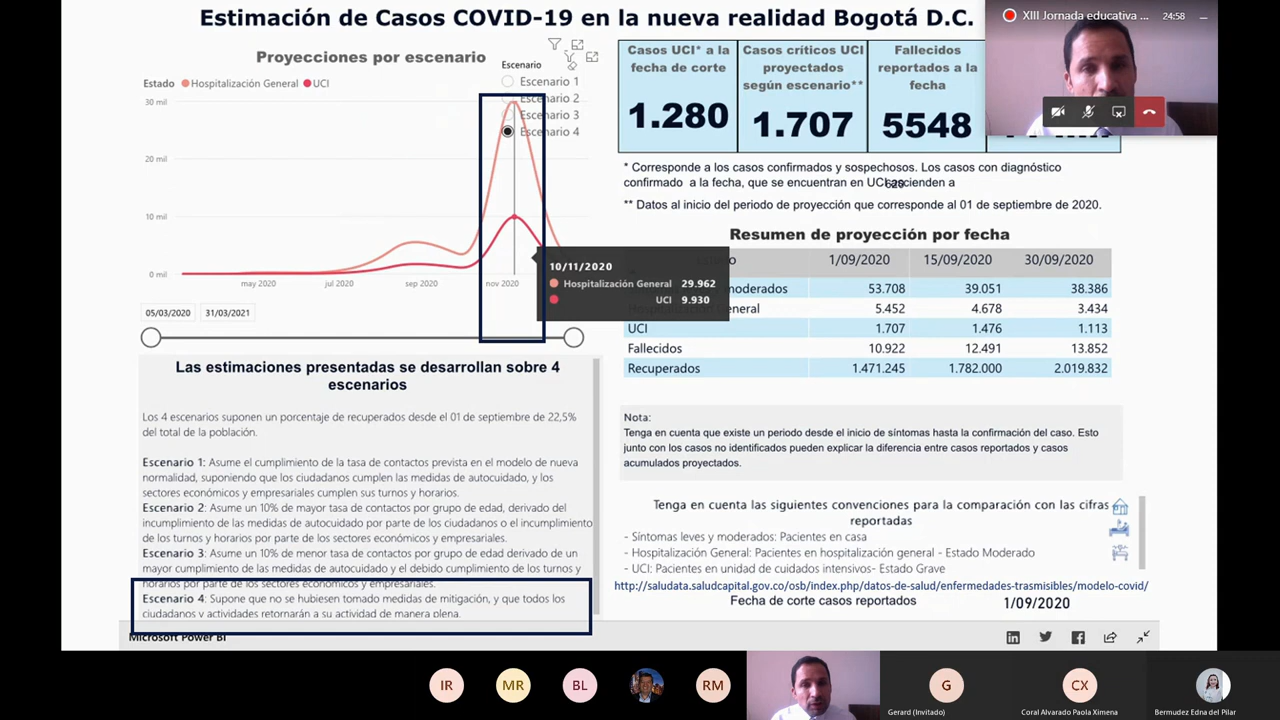 Estimación de Casos COVID-19 en la nueva realidad Bogotá D.C.
XIII Jornada educativa ...
24:58
Proyecciones por escenario
Estado
Hospitalización General
UCI
30 mil
20 mil
10 mil
0 mil
may 2020
jul 2020
sep 2020
nov 2020
Escenario
Escenario 1
Escenario 2
Escenario 3
Escenario 4
10/11/2020
Hospitalización General 29.962
UCI 9.930
05/03/2020
31/03/2021
Casos UCI* a la
fecha de corte
1.280
Casos críticos UCI
proyectados
según escenario**
1.707
Fallecidos
reportados a la
fecha
5548
* Corresponde a los casos confirmados y sospechosos. Los casos con diagnóstico
confirmado a la fecha, que se encuentran en UCI ascienden a
** Datos al inicio del periodo de proyección que corresponde al 01 de septiembre de 2020.
Resumen de proyección por fecha
1/09/2020 15/09/2020 30/09/2020
moderados 53.708 39.051 38.386
General 5.452 4.678 3.434
UCI 1.707 1.476 1.113
Fallecidos 10.922 12.491 13.852
Recuperados 1.471.245 1.782.000 2.019.832
Las estimaciones presentadas se desarrollan sobre 4
escenarios
Los 4 escenarios suponen un porcentaje de recuperados desde el 01 de septiembre de 22,5%
del total de la población.
Escenario 1: Asume el cumplimiento de la tasa de contactos prevista en el modelo de nueva
normalidad, suponiendo que los ciudadanos cumplen las medidas de autocuidado, y los
sectores económicos y empresariales cumplen sus turnos y horarios.
Escenario 2: Asume un 10% de mayor tasa de contactos por grupo de edad, derivado del
incumplimiento de las medidas de autocuidado por parte de los ciudadanos o el incumplimiento
de los turnos y horarios por parte de los sectores económicos y empresariales.
Escenario 3: Asume un 10% de menor tasa de contactos por grupo de edad derivado de un
mayor cumplimiento de las medidas de autocuidado y el debido cumplimiento de los turnos y
horarios por parte de los sectores económicos y empresariales.
Escenario 4: Supone que no se hubiesen tomado medidas de mitigación, y que todos los
ciudadanos y actividades retornarán a su actividad de manera plena.
Nota:
Tenga en cuenta que existe un periodo desde el inicio de síntomas hasta la confirmación del caso. Esto
junto con los casos no identificados pueden explicar la diferencia entre casos reportados y casos
acumulados proyectados.
Tenga en cuenta las siguientes convenciones para la comparación con las cifras
reportadas
- Síntomas leves y moderados: Pacientes en casa
- Hospitalización General: Pacientes en hospitalización general - Estado Moderado
- UCI: Pacientes en unidad de cuidados intensivos- Estado Grave
http://saludata.saludcapital.gov.co/osb/index.php/datos-de-salud/enfermedades-trasmisibles/modelo-covid/
Fecha de corte casos reportados 1/09/2020
Microsoft Power BI
IR
MR
BL
RM
G
Gerard (Invitado)
CX
Coral Alvarado Paola Ximena
Bermudez Edna del Pilar